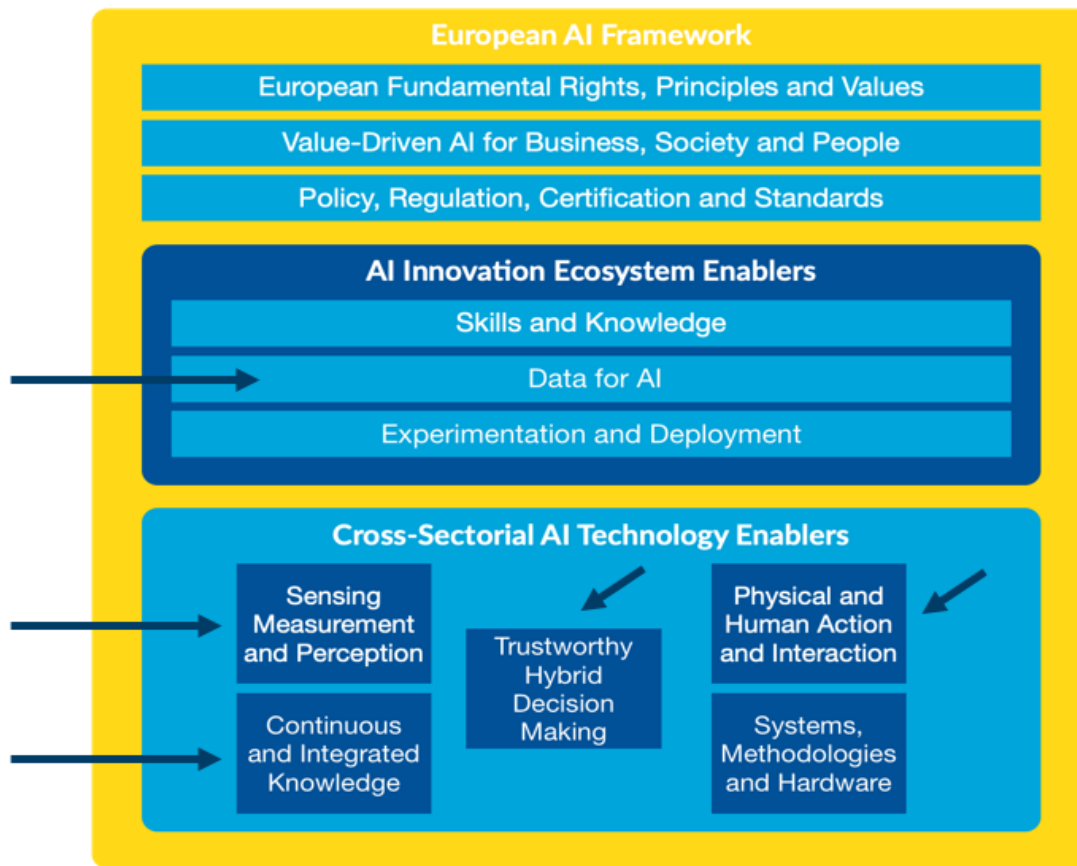 European AI Framework
European Fundamental Rights, Principles and Values
Value-Driven AI for Business, Society and People
Policy, Regulation, Certification and Standards
AI Innovation Ecosystem Enablers
Skills and Knowledge
Data for AI
Experimentation and Deployment
Cross-Sectorial AI Technology Enablers
Sensing
Measurement
and Perception
Continuous
and Integrated
Knowledge
Trustworthy
Hybrid
Decision
Making
Physical and
Human Action
and Interaction
Systems,
Methodologies
and Hardware